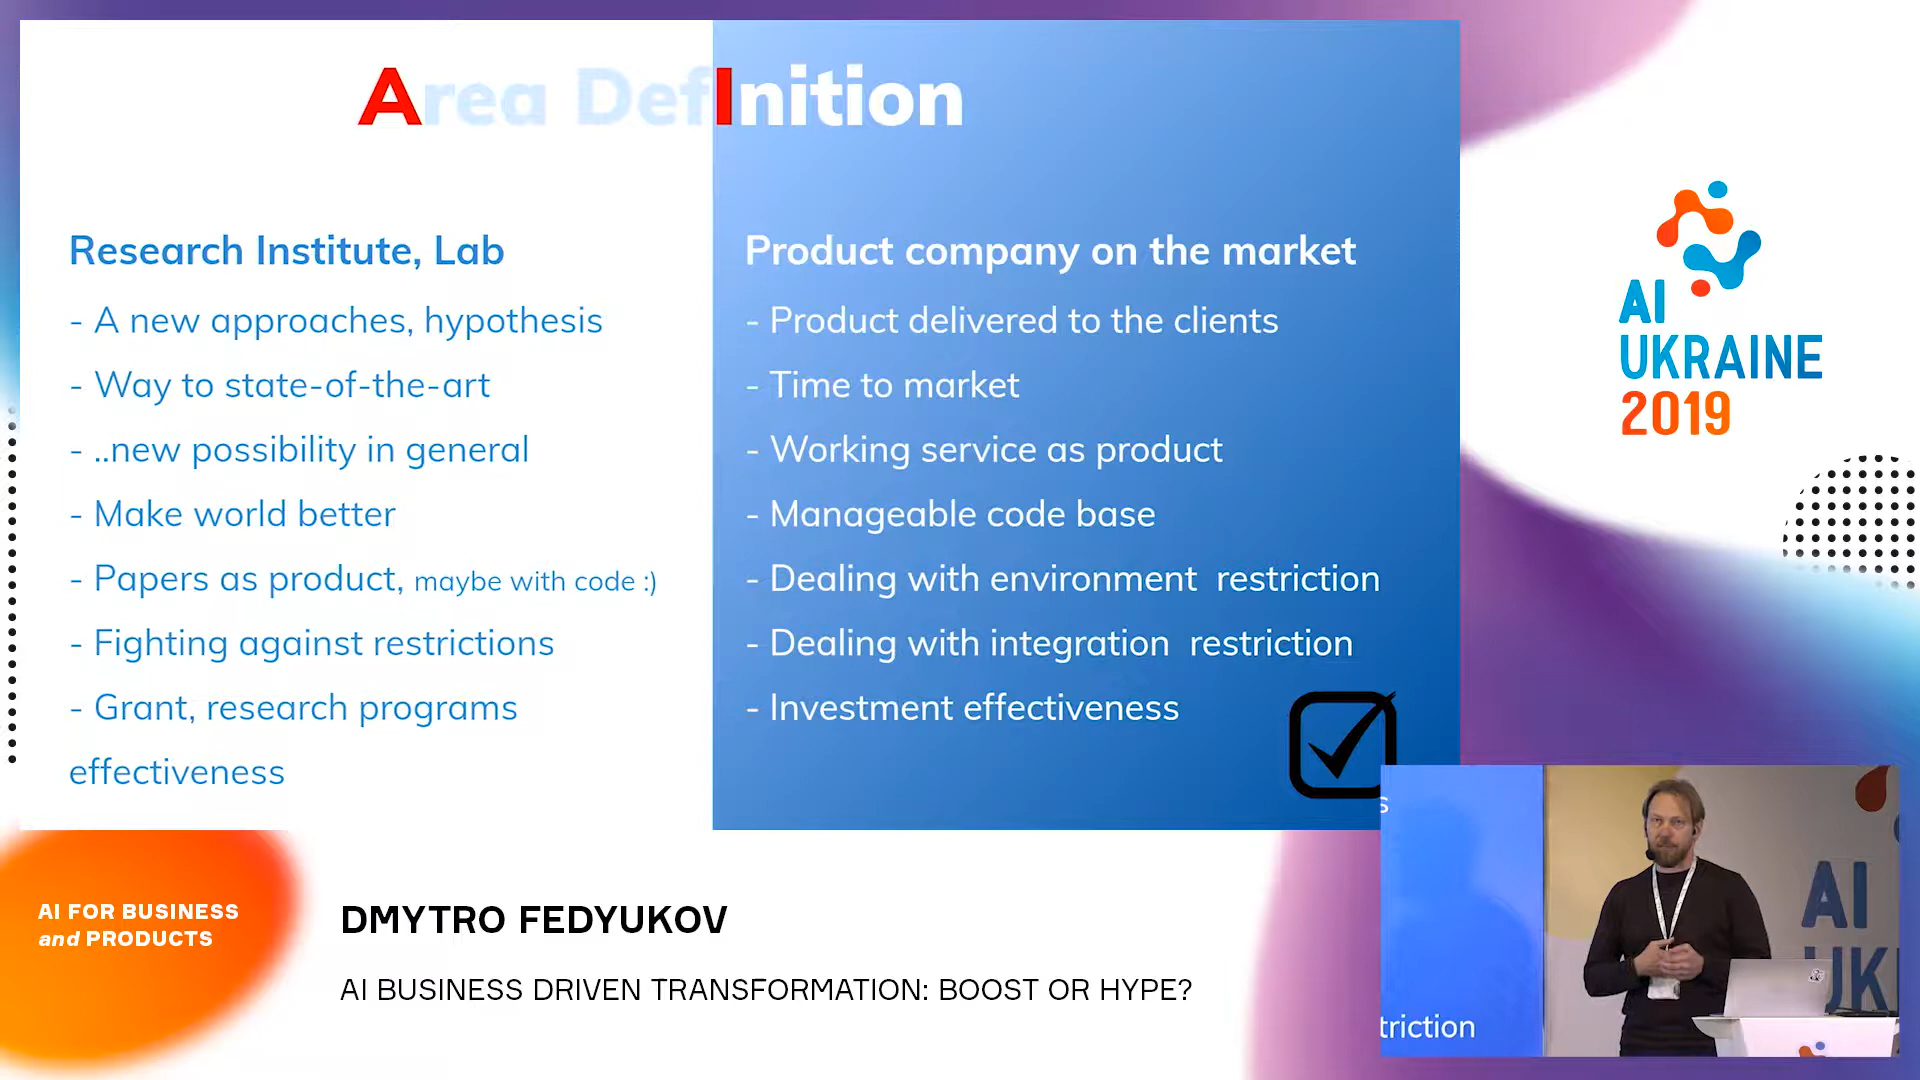 Area DefInition
Research Institute, Lab
- A new approaches, hypothesis
- Way to state-of-the-art
- ..new possibility in general
- Make world better
- Papers as product, maybe with code :)
- Fighting against restrictions
- Grant, research programs
effectiveness
Product company on the market
- Product delivered to the clients
- Time to market
- Working service as product
- Manageable code base
- Dealing with environment  restriction
- Dealing with integration  restriction
- Investment effectiveness
AI
UKRAINE
2019
AI FOR BUSINESS
and PRODUCTS
DMYTRO FEDYUKOV
AI BUSINESS DRIVEN TRANSFORMATION: BOOST OR HYPE?
s
triction
AI
UK